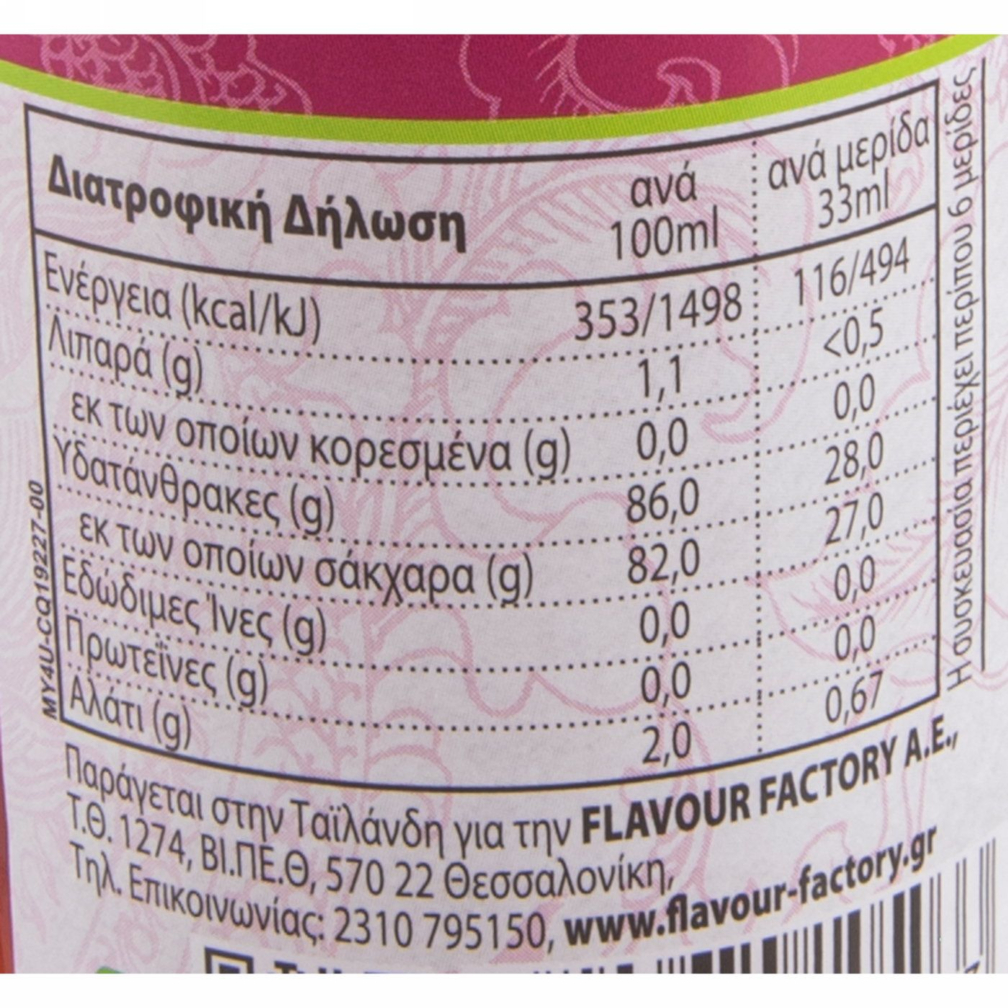 Διατροφική Δήλωση ανά 100ml ανά μερίδα 33ml
Ενέργεια (kcal/kJ) 353/1498 116/494
Λιπαρά (g) 1,1 <0,5
εκ των οποίων κορεσμένα (g) 0,0 0,0
Υδατάνθρακες (g) 86,0 28,0
εκ των οποίων σάκχαρα (g) 82,0 27,0
Εδώδιμες Ίνες (g) 0,0 0,0
Πρωτεΐνες (g) 0,0 0,0
Αλάτι (g) 2,0 0,67
Η συσκευασία περιέχει περίπου 6 μερίδες
MY4U-CQ19227-00
Παράγεται στην Ταϊλάνδη για την FLAVOUR FACTORY A.E.,
Τ.Θ. 1274, ΒΙ.ΠΕ.Θ, 570 22 Θεσσαλονίκη,
Τηλ. Επικοινωνίας: 2310 795150, www.flavour-factory.gr